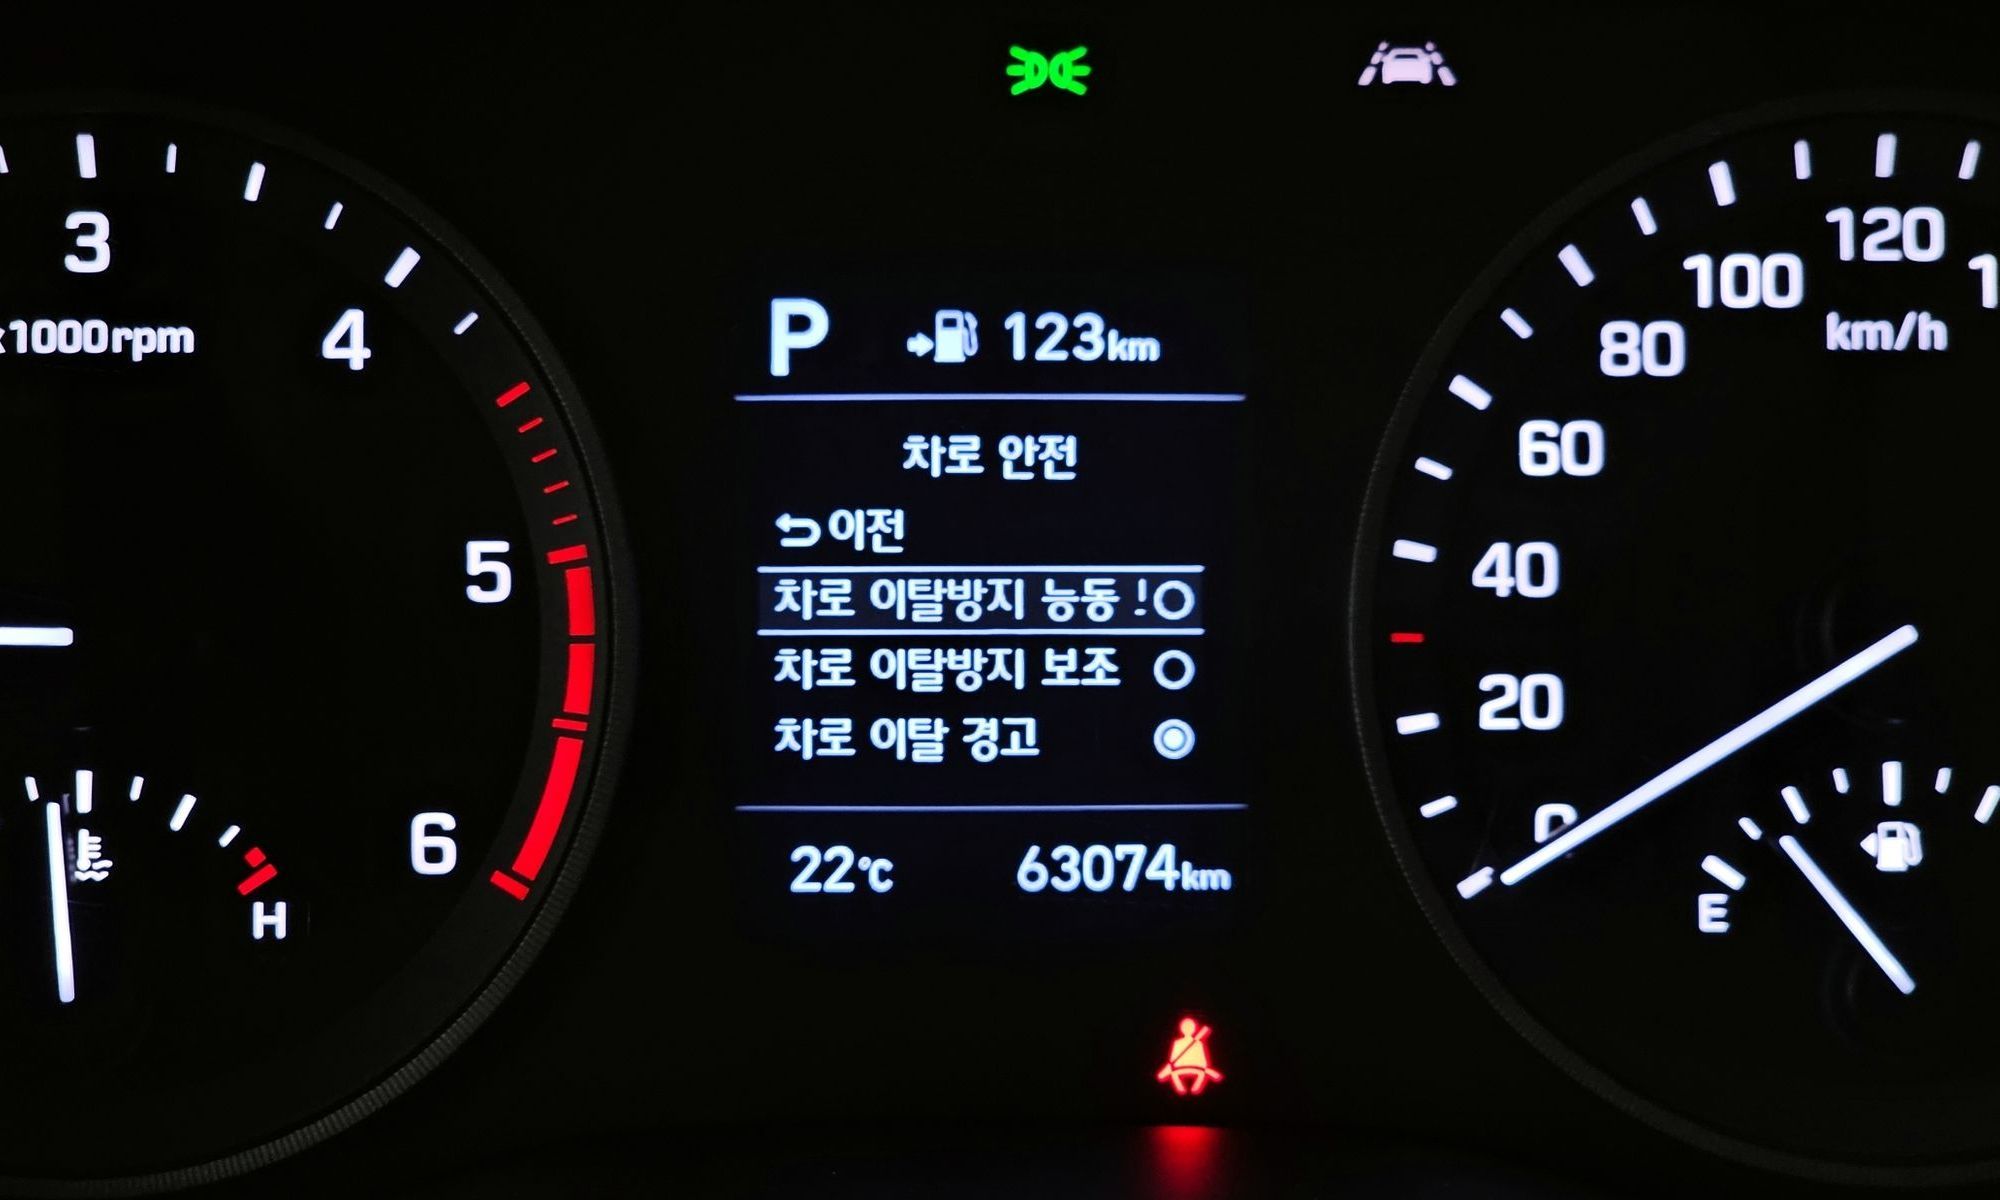 3
x1000rpm
4
5
6
H
P 123km
차로 안전
이전
차로 이탈방지 능동 !
차로 이탈방지 보조
차로 이탈 경고
22°C 63074km
120
100
km/h
80
60
40
20
0
E